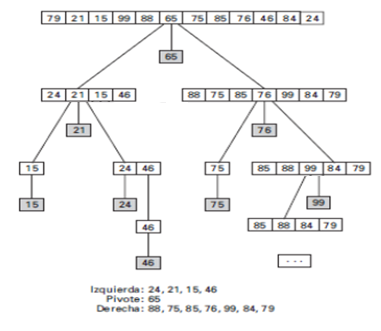 79 21 15 99 88 65 75 85 76 46 84 24
65
24 21 15 46 88 75 85 76 99 84 79
21 76
15 24 46 75 85 88 99 84 79
15 24 75 99
46 85 88 84 79
46 ...
Izquierda: 24, 21, 15, 46
Pivote: 65
Derecha: 88, 75, 85, 76, 99, 84, 79